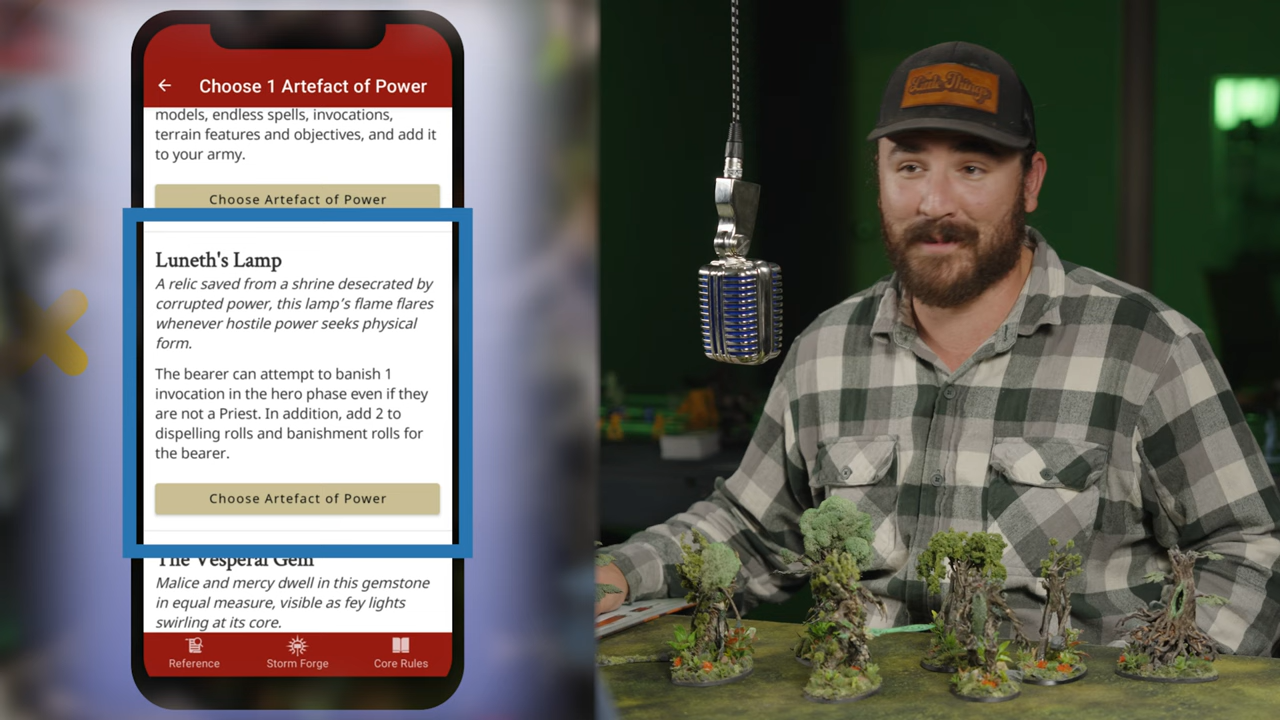 Choose 1 Artefact of Power
models, endless spells, invocations,
terrain features and objectives, and add it
to your army.
Choose Artefact of Power
Luneth's Lamp
A relic saved from a shrine desecrated by
corrupted power, this lamp's flame flares
whenever hostile power seeks physical
form.
The bearer can attempt to banish 1
invocation in the hero phase even if they
are not a Priest. In addition, add 2 to
dispelling rolls and banishment rolls for
the bearer.
Choose Artefact of Power
The Vesperal Gem
Malice and mercy dwell in this gemstone
in equal measure, visible as fey lights
swirling at its core.
Reference
Storm Forge
Core Rules
Little Things